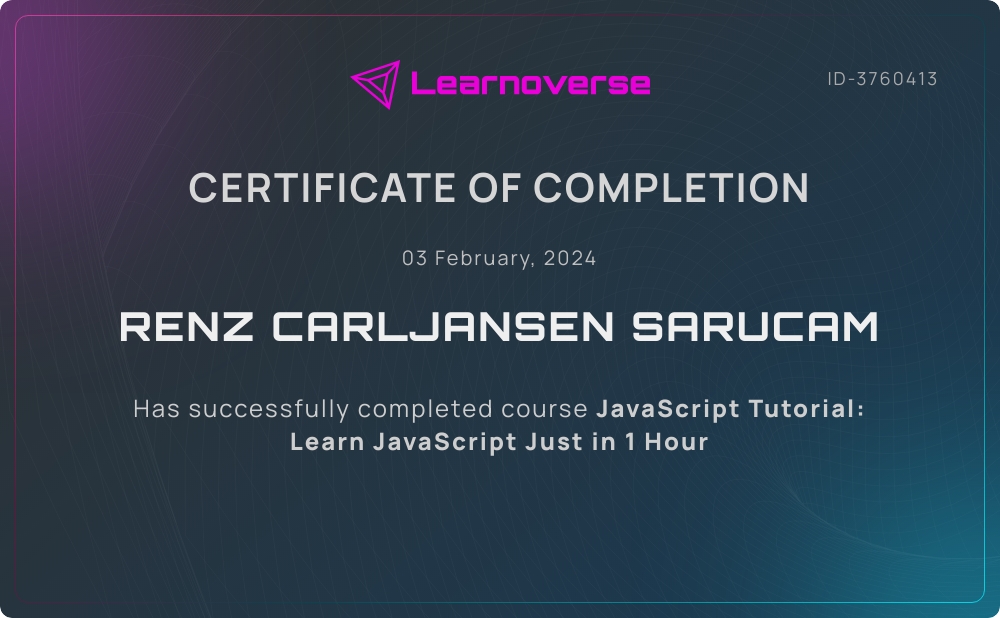 Learnoverse
ID-3760413
CERTIFICATE OF COMPLETION
03 February, 2024
RENZ CARLJANSEN SARUCAM
Has successfully completed course JavaScript Tutorial:
Learn JavaScript Just in 1 Hour